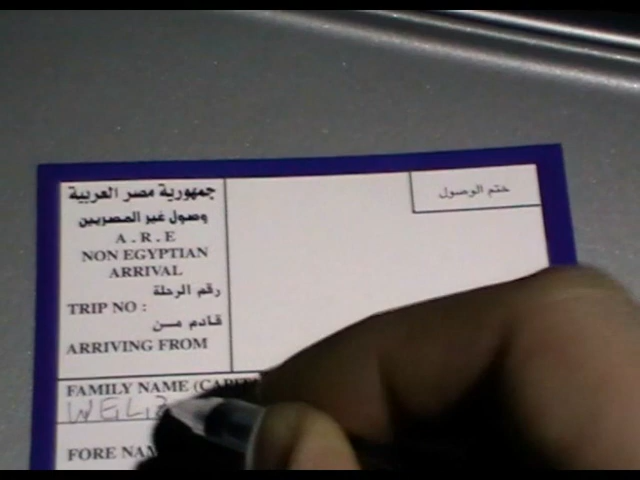 جمهورية مصر العربية
وصول غير المصريين
A . R . E
NON EGYPTIAN
ARRIVAL
رقم الرحلة
TRIP NO :
قادم من
ARRIVING FROM
ختم الوصول
FAMILY NAME
FORE